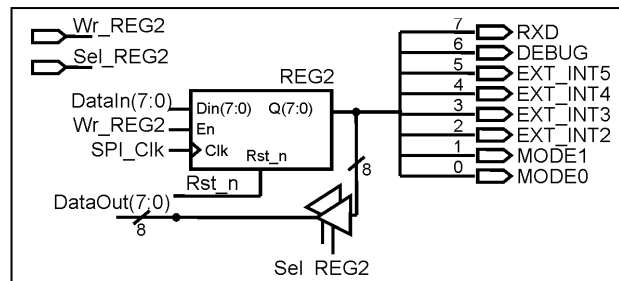 Wr_REG2
Sel_REG2
REG2
DataIn(7:0)
Din(7:0) Q(7:0)
Wr_REG2
En
SPI_Clk
Clk
Rst_n
Rst_n
DataOut(7:0)
8
8
Sel REG2
7 RXD
6 DEBUG
5 EXT_INT5
4 EXT_INT4
3 EXT_INT3
2 EXT_INT2
1 MODE1
0 MODE0